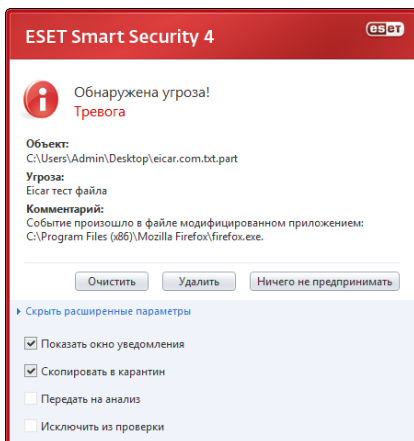 ESET Smart Security 4
eset
Обнаружена угроза!
Тревога
Объект:
C:\Users\Admin\Desktop\eicar.com.txt.part
Угроза:
Eicar тест файла
Комментарий:
Событие произошло в файле модифицированном приложением:
C:\Program Files (x86)\Mozilla Firefox\firefox.exe.
Очистить Удалить Ничего не предпринимать
Скрыть расширенные параметры
Показать окно уведомления
Скопировать в карантин
Передать на анализ
Исключить из проверки